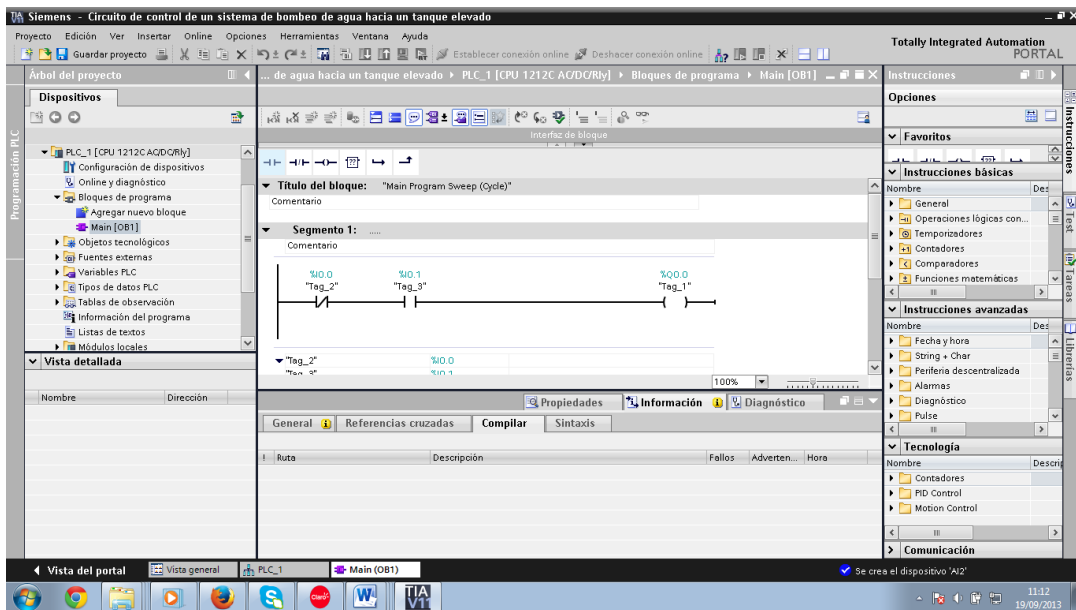 Siemens - Circuito de control de un sistema de bombeo de agua hacia un tanque elevado
Proyecto Edición Ver Insertar Online Opciones Herramientas Ventana Ayuda
Guardar proyecto
Establecer conexión online
Deshacer conexión online
Totally Integrated Automation
PORTAL
Programación PLC
Árbol del proyecto
Dispositivos
PLC_1 [CPU 1212C AC/DC/Rly]
Configuración de dispositivos
Online y diagnóstico
Bloques de programa
Agregar nuevo bloque
Main [OB1]
Objetos tecnológicos
Fuentes externas
Variables PLC
Tipos de datos PLC
Tablas de observación
Información del programa
Listas de textos
Módulos locales
Vista detallada
Nombre Dirección
... de agua hacia un tanque elevado PLC_1 [CPU 1212C AC/DC/Rly] Bloques de programa Main [OB1]
Interfaz de bloque
Título del bloque: "Main Program Sweep (Cycle)"
Comentario
Segmento 1: .....
Comentario
%I0.0 %I0.1 %Q0.0
"Tag_2" "Tag_3" "Tag_1"
"Tag_2" %I0.0
"Tag_3" %I0.1
100%
Propiedades Información Diagnóstico
General Referencias cruzadas Compilar Sintaxis
! Ruta Descripción Fallos Adverten... Hora
Instrucciones
Opciones
Favoritos
Instrucciones básicas
Nombre Des
General
Operaciones lógicas con...
Temporizadores
Contadores
Comparadores
Funciones matemáticas
Instrucciones avanzadas
Nombre Des
Fecha y hora
String + Char
Periferia descentralizada
Alarmas
Diagnóstico
Pulse
Tecnología
Nombre Descrip
Contadores
PID Control
Motion Control
Comunicación
Instrucciones
Test
Tareas
Librerías
Vista del portal
Vista general
PLC_1
Main (OB1)
Se crea el dispositivo 'AI2'
Claro
TIA
V11
11:12
19/09/2013